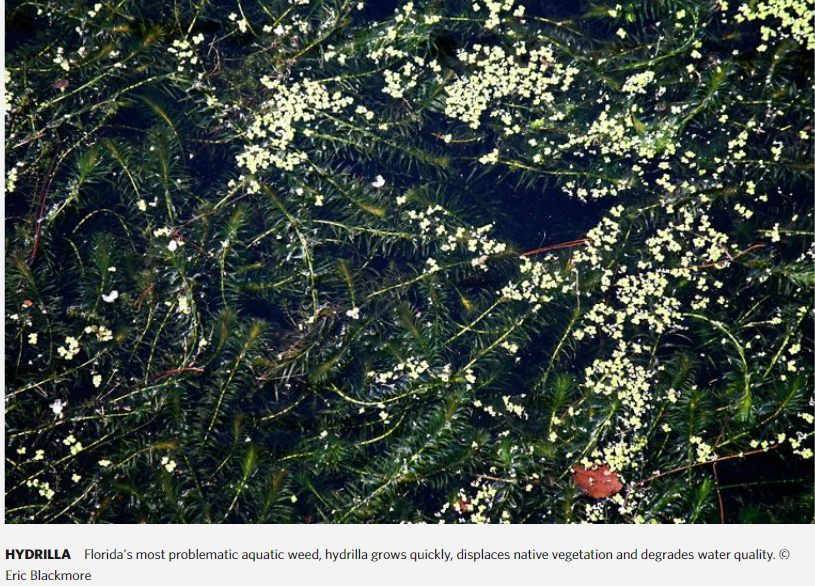 HYDRILLA Florida's most problematic aquatic weed, hydrilla grows quickly, displaces native vegetation and degrades water quality. ©
Eric Blackmore